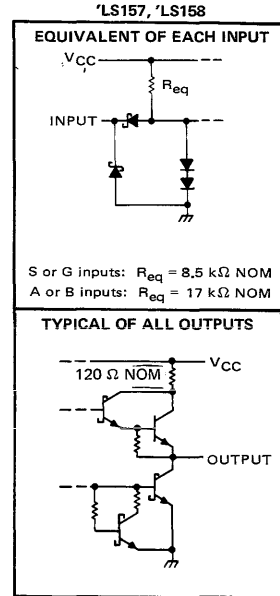 'LS157, 'LS158
EQUIVALENT OF EACH INPUT
VCC
Req
INPUT
S or G inputs: Req = 8.5 kΩ NOM
A or B inputs: Req = 17 kΩ NOM
TYPICAL OF ALL OUTPUTS
VCC
120 Ω NOM
OUTPUT